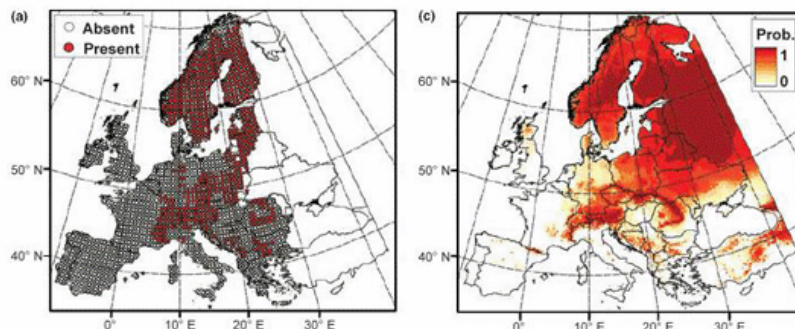 (a)
Absent
Present
60° N
50° N
40° N
0° 10° E 20° E 30° E
(c)
Prob.
1
0
60° N
50° N
40° N
0° 10° E 20° E 30° E